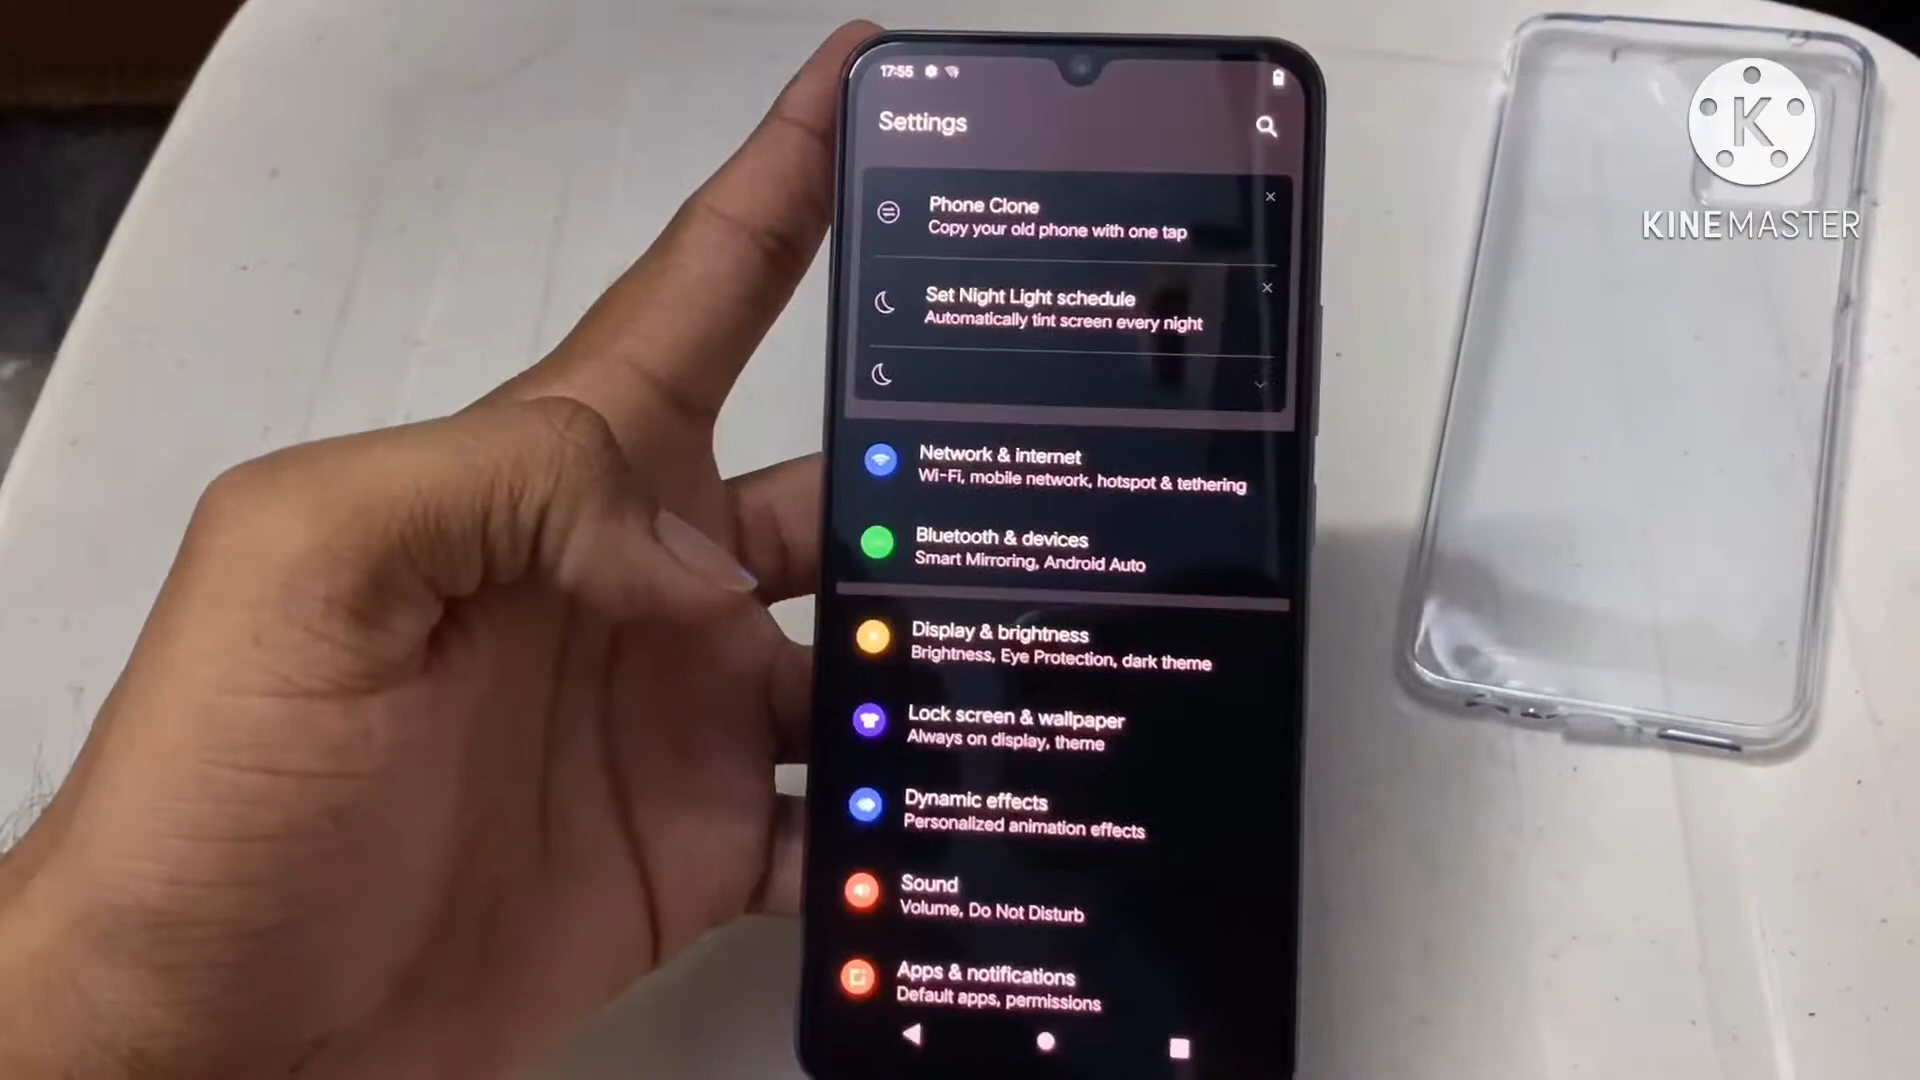 17:55
Settings
Phone Clone
Copy your old phone with one tap
Set Night Light schedule
Automatically tint screen every night
Network & internet
Wi-Fi, mobile network, hotspot & tethering
Bluetooth & devices
Smart Mirroring, Android Auto
Display & brightness
Brightness, Eye Protection, dark theme
Lock screen & wallpaper
Always on display, theme
Dynamic effects
Personalized animation effects
Sound
Volume, Do Not Disturb
Apps & notifications
Default apps, permissions
K
KINEMASTER